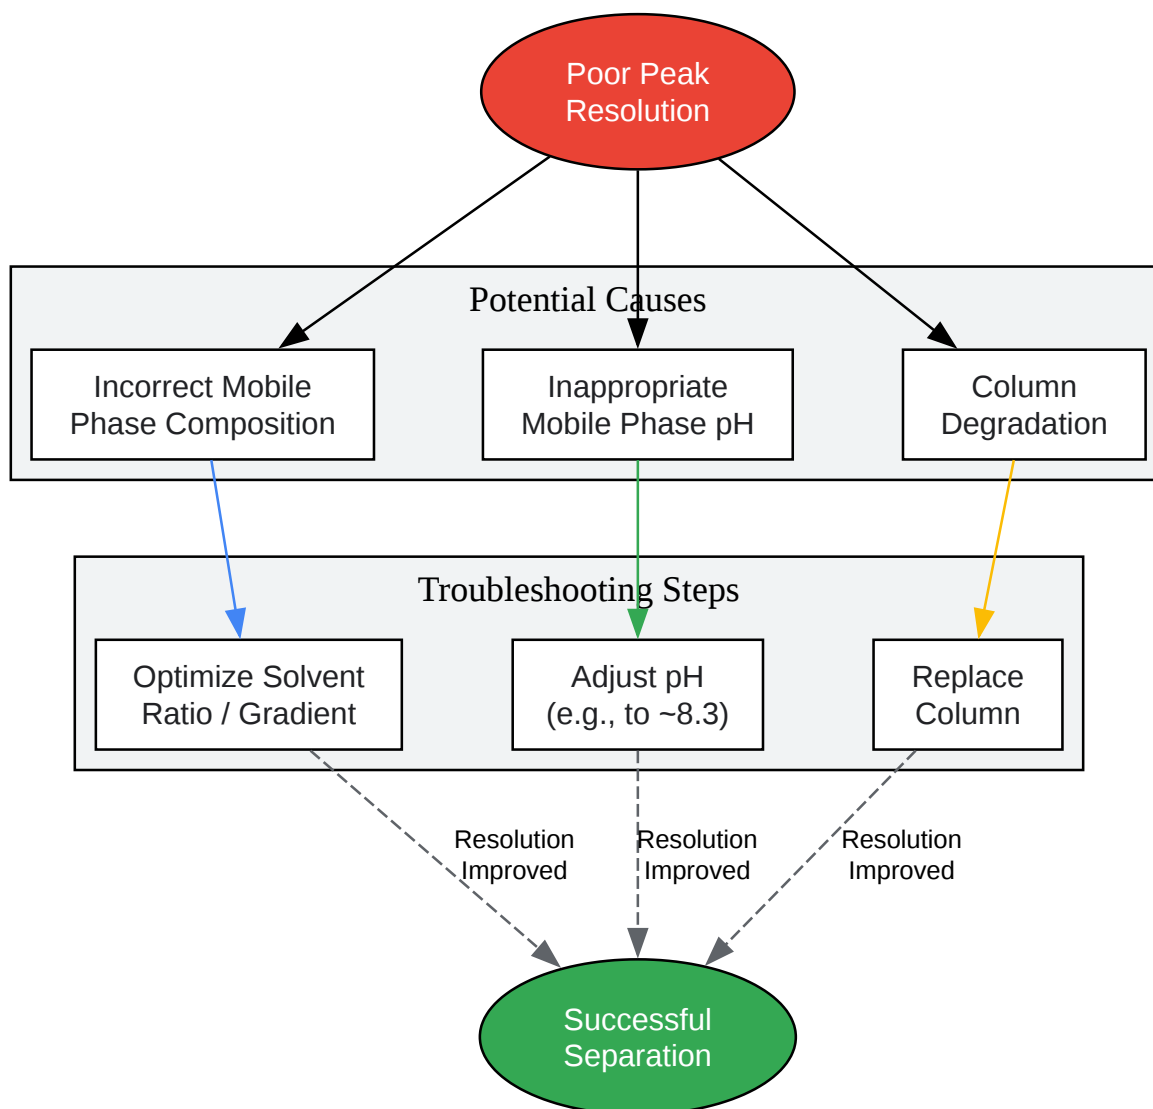 Poor Peak
Resolution
Potential Causes
Incorrect Mobile
Phase Composition
Inappropriate
Mobile Phase pH
Column
Degradation
Troubleshooting Steps
Optimize Solvent
Ratio / Gradient
Adjust pH
(e.g., to ~8.3)
Replace
Column
Resolution
Improved
Resolution
Improved
Resolution
Improved
Successful
Separation